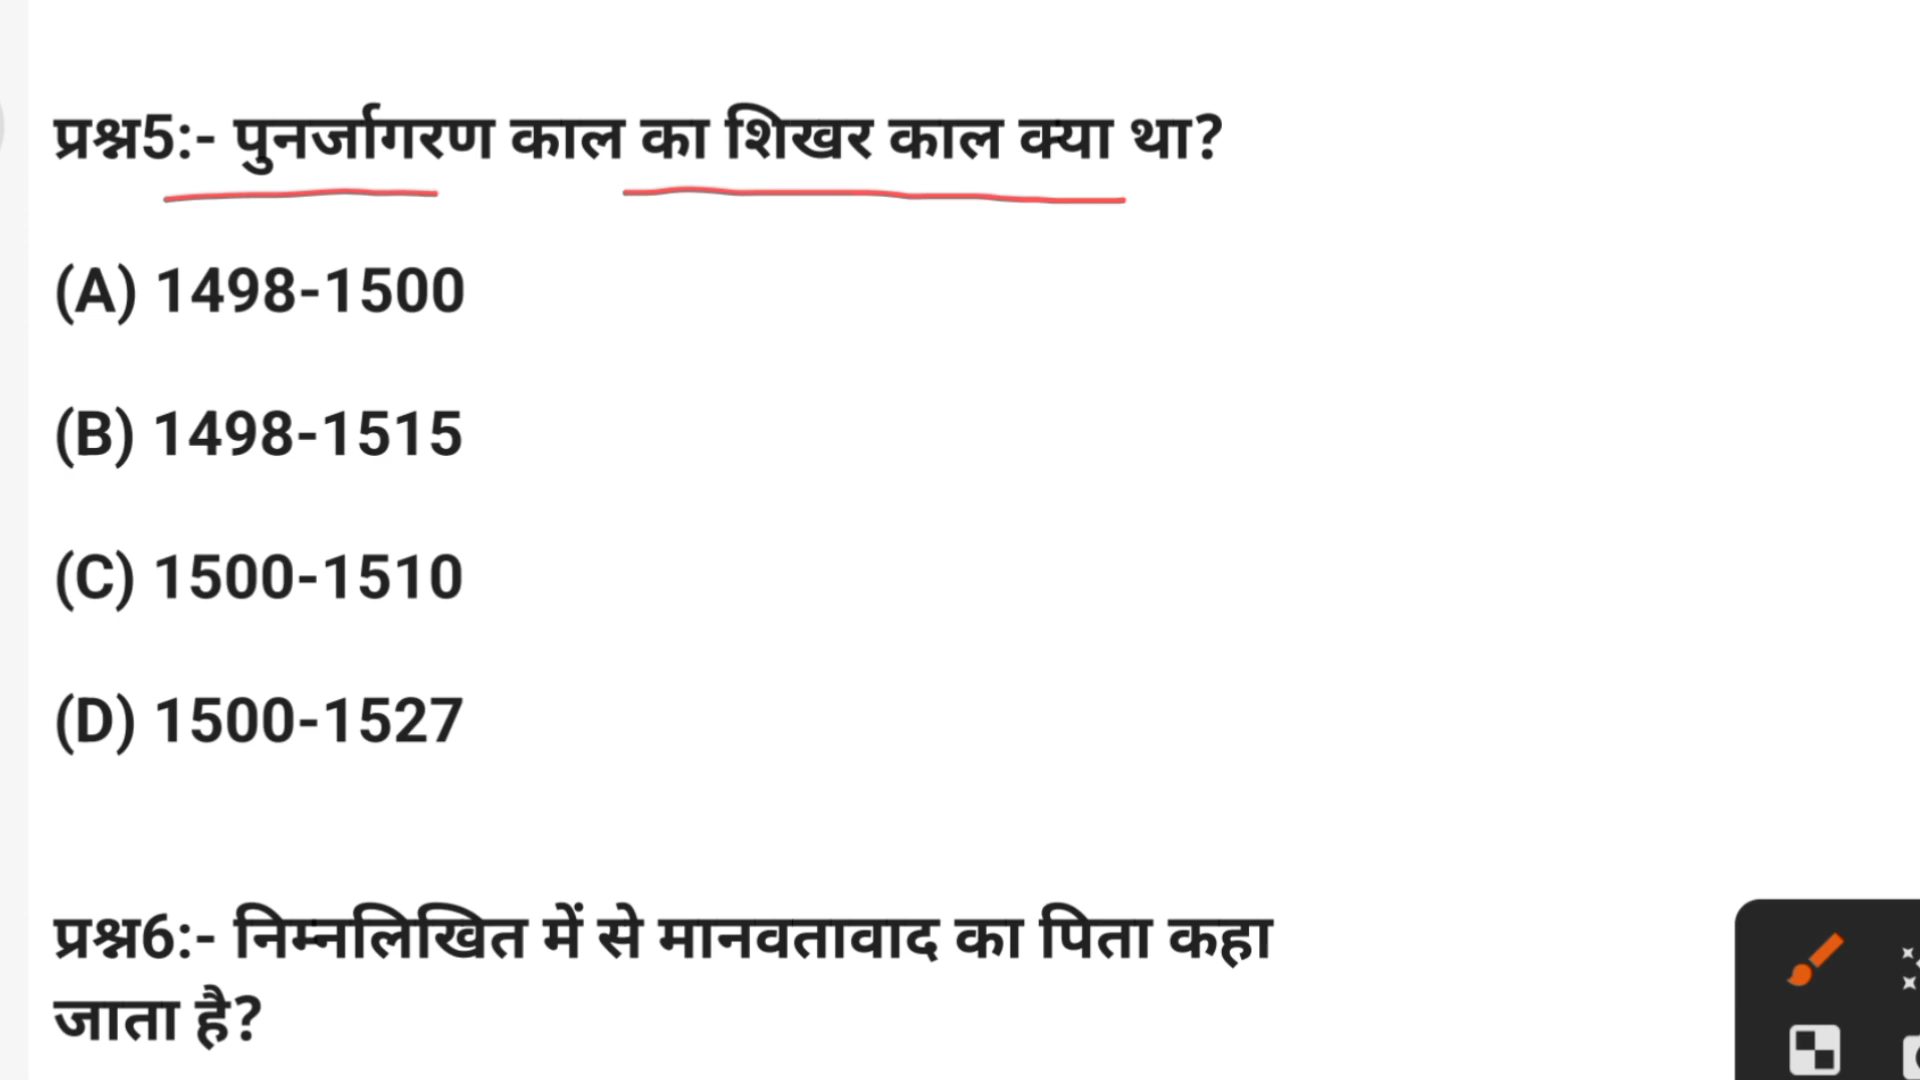 प्रश्न5:- पुनर्जागरण काल का शिखर काल क्या था?
(A) 1498-1500
(B) 1498-1515
(C) 1500-1510
(D) 1500-1527
प्रश्न6:- निम्नलिखित में से मानवतावाद का पिता कहा
जाता है?